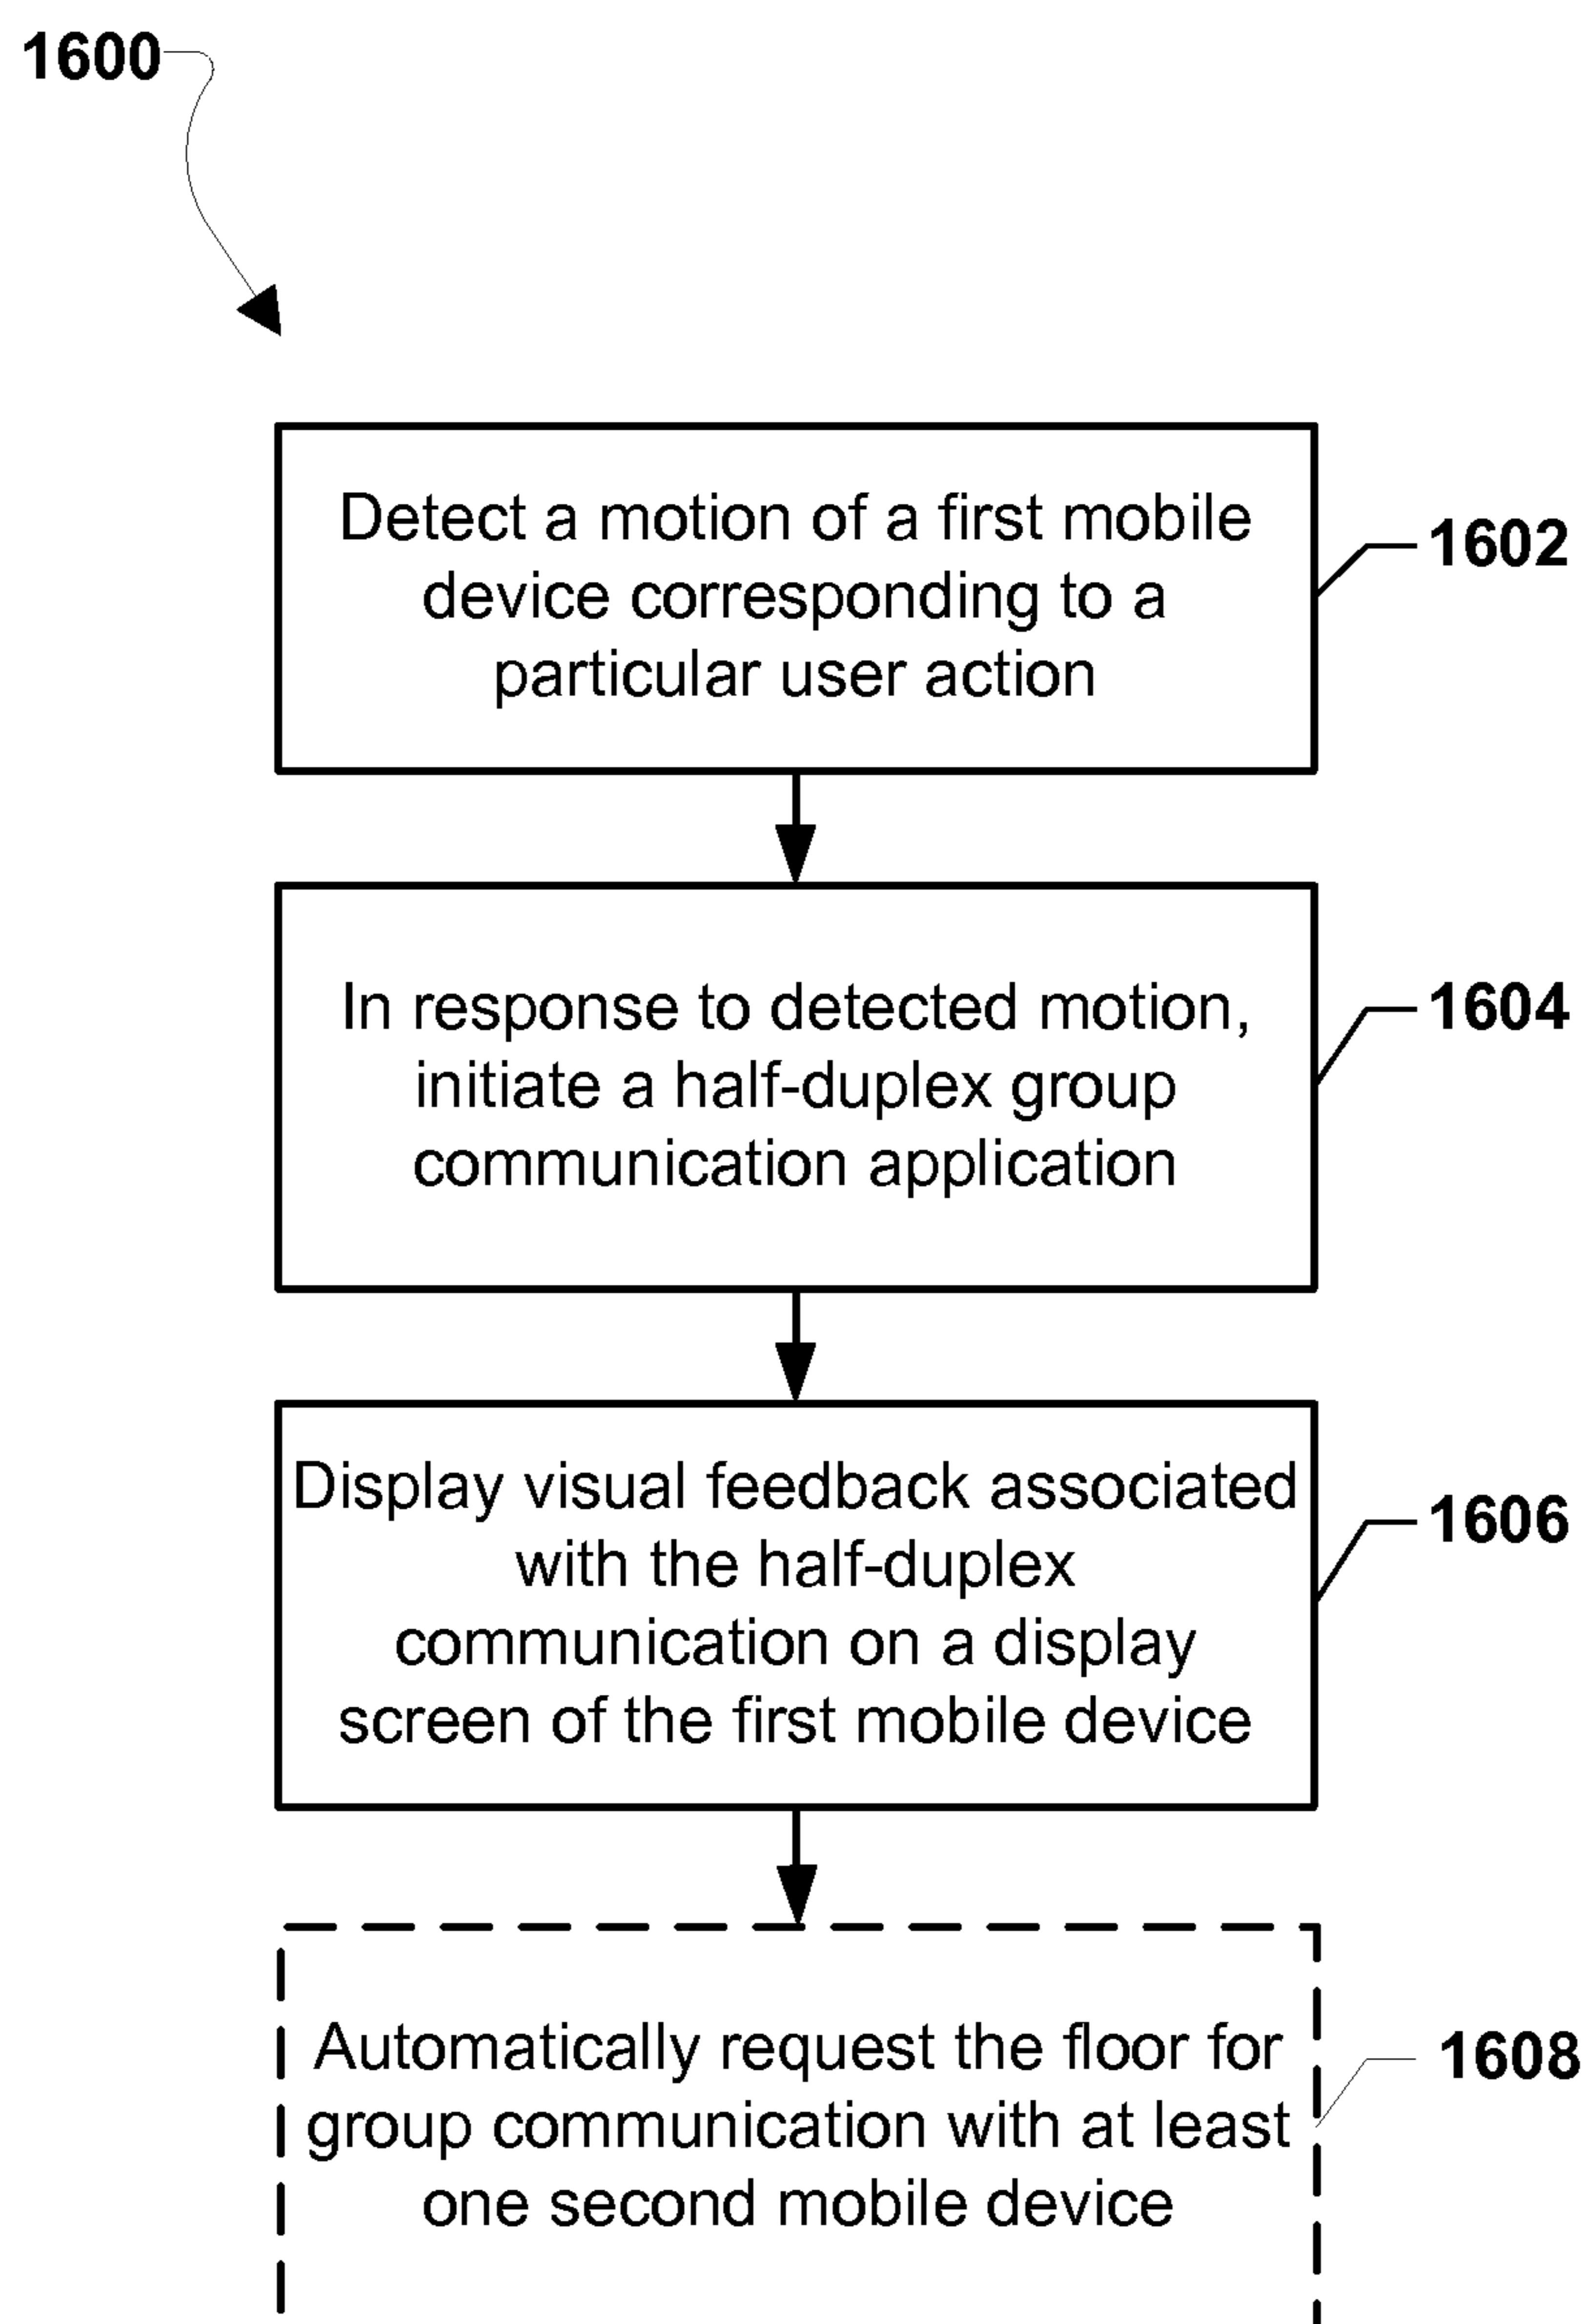 1600
Detect a motion of a first mobile
device corresponding to a
particular user action
1602
In response to detected motion,
initiate a half-duplex group
communication application
1604
Display visual feedback associated
with the half-duplex
communication on a display
screen of the first mobile device
1606
Automatically request the floor for
group communication with at least
one second mobile device
1608